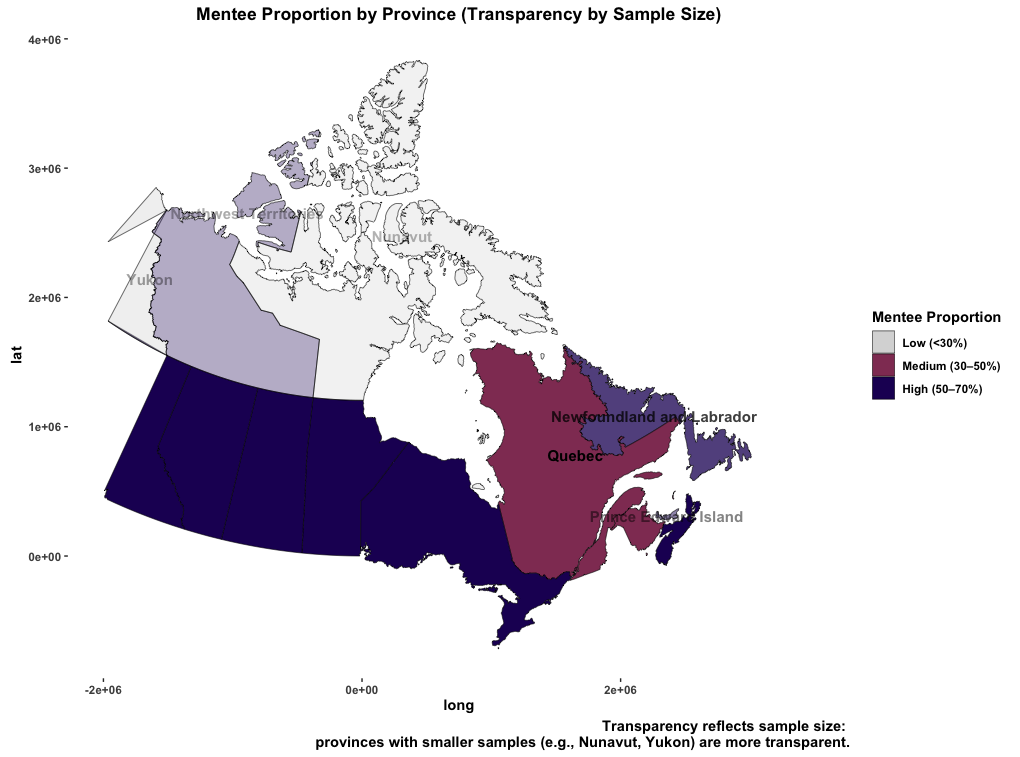 Mentee Proportion by Province (Transparency by Sample Size)
4e+06
3e+06
2e+06
1e+06
0e+00
lat
Northwest Territories
Nunavut
Yukon
Newfoundland and Labrador
Quebec
Prince Edward Island
Mentee Proportion
Low (<30%)
Medium (30–50%)
High (50–70%)
-2e+06
0e+00
2e+06
long
Transparency reflects sample size:
provinces with smaller samples (e.g., Nunavut, Yukon) are more transparent.